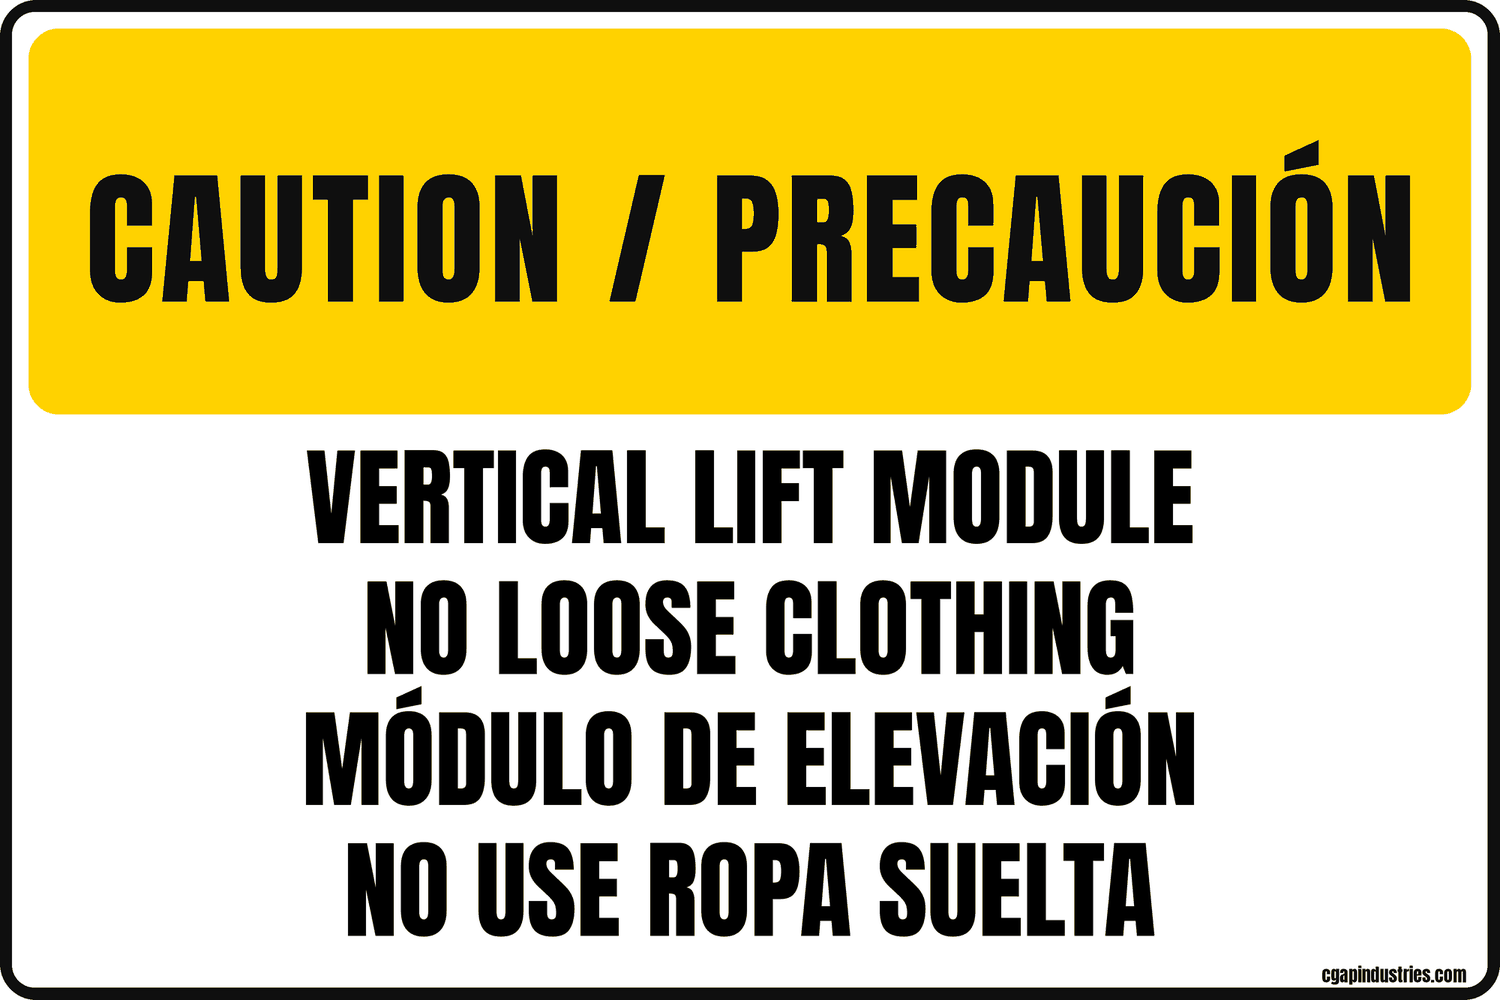 CAUTION / PRECAUCIÓN
VERTICAL LIFT MODULE
NO LOOSE CLOTHING
MÓDULO DE ELEVACIÓN
NO USE ROPA SUELTA
cgapindustries.com